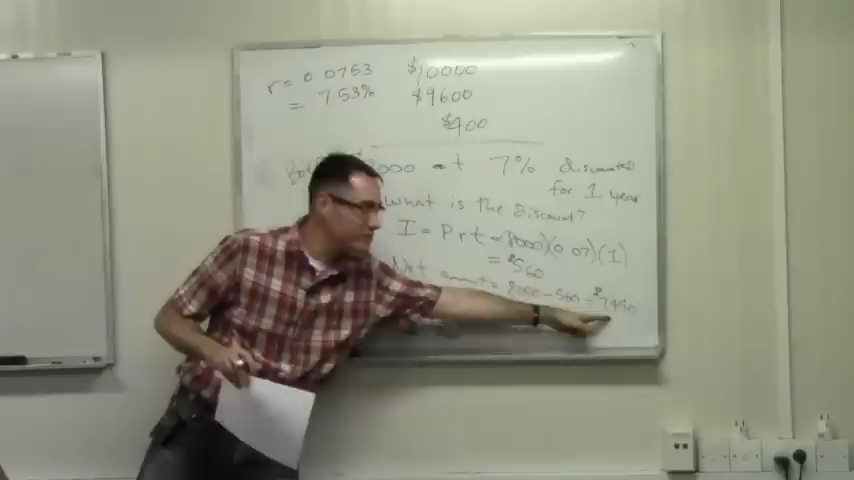 r = 0.0753 $10000
= 7.53% $9600
$400
8000 at 7% discounted
for 1 year
What is the discount?
I = Prt = 8000)(0.07)(1)
= $560
Net amount = 8000 - 560 = $7440